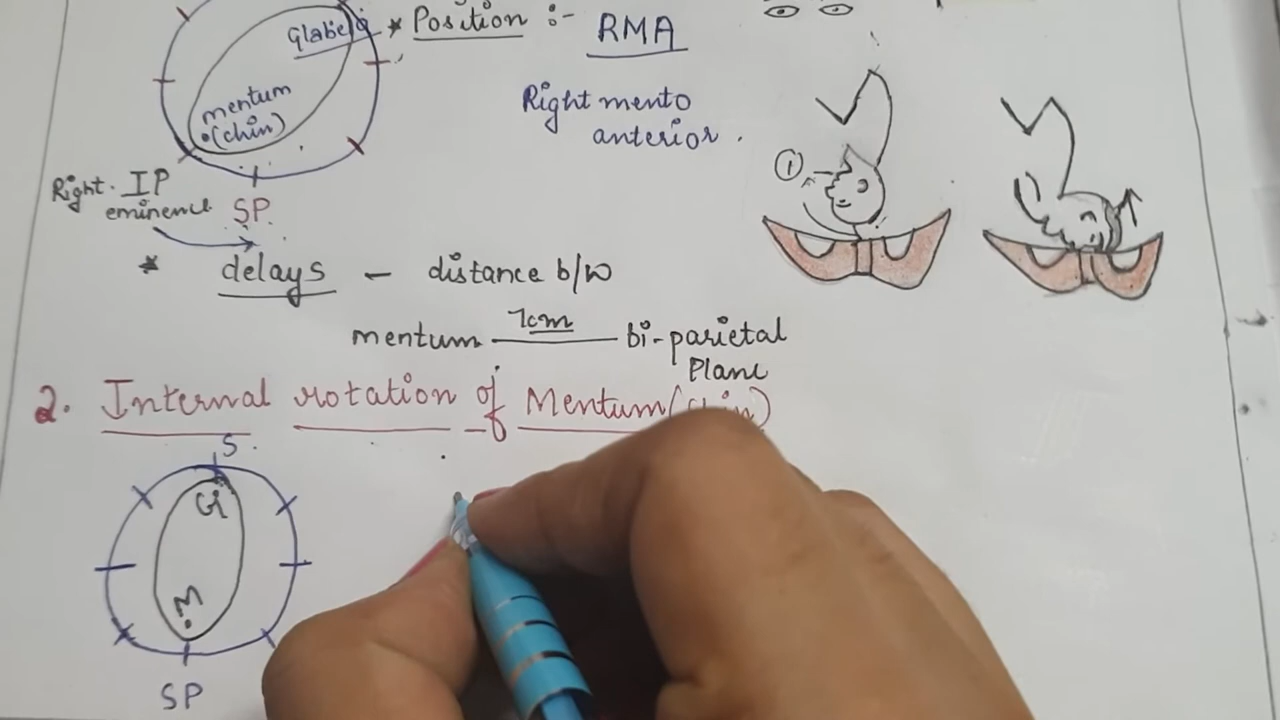 Glabella * Position :- RMA
mentum
(chin)
Right mento
anterior.
Right. IP
eminence
SP
①
* delays - distance b/w
mentum 7cm bi-parietal
Plane
2. Internal rotation of Mentum (chin)
S
G
M
SP